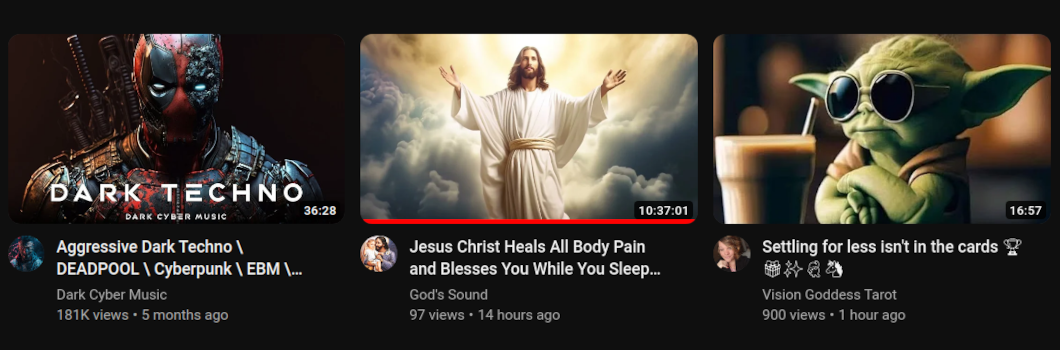 DARK TECHNO
DARK CYBER MUSIC
36:28
Aggressive Dark Techno \
DEADPOOL \ Cyberpunk \ EBM \...
Dark Cyber Music
181K views • 5 months ago
10:37:01
Jesus Christ Heals All Body Pain
and Blesses You While You Sleep...
God's Sound
97 views • 14 hours ago
16:57
Settling for less isn't in the cards 🏆
Vision Goddess Tarot
900 views • 1 hour ago